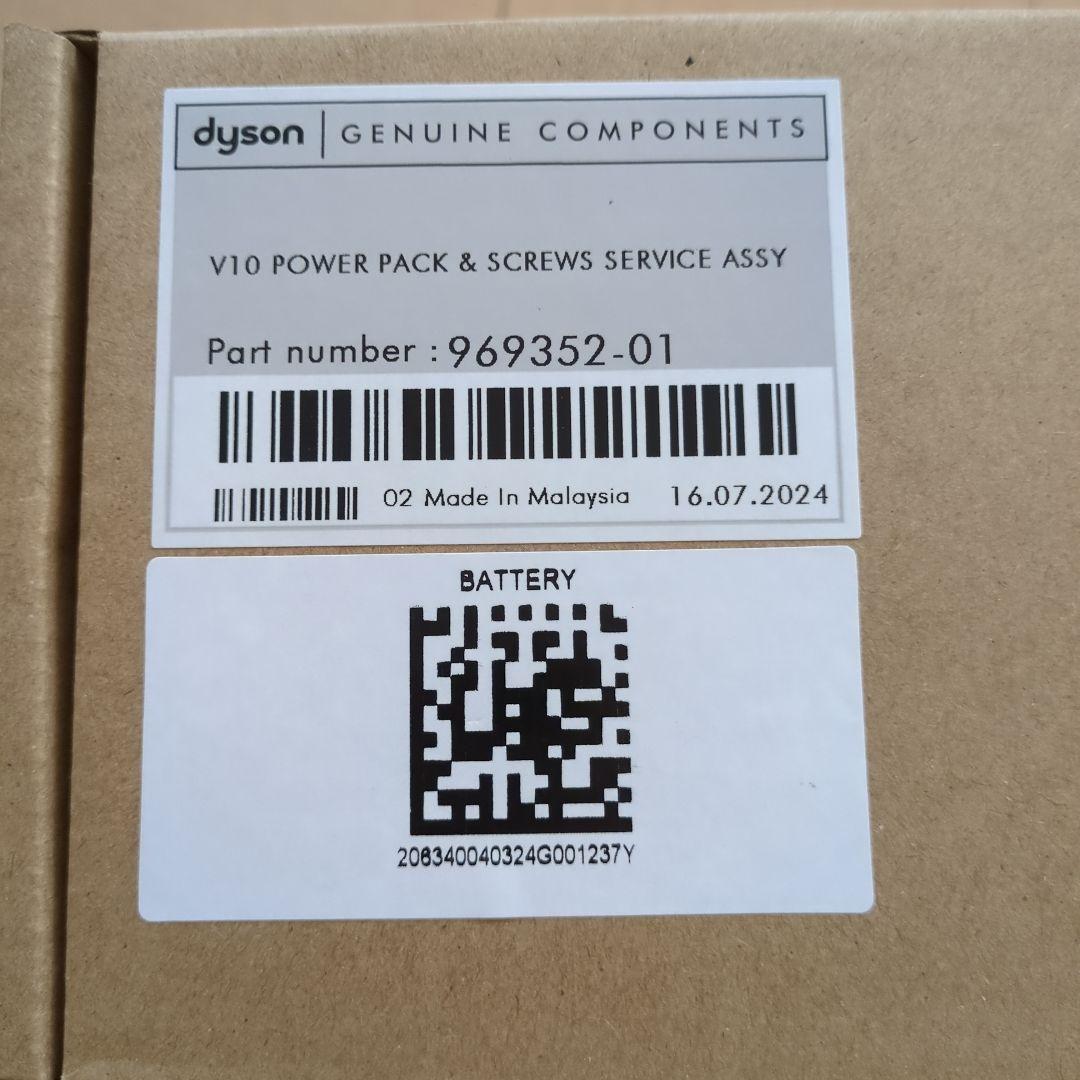 dyson GENUINE COMPONENTS
V10 POWER PACK & SCREWS SERVICE ASSY
Part number : 969352-01
02 Made In Malaysia 16.07.2024
BATTERY
206340040324G001237Y